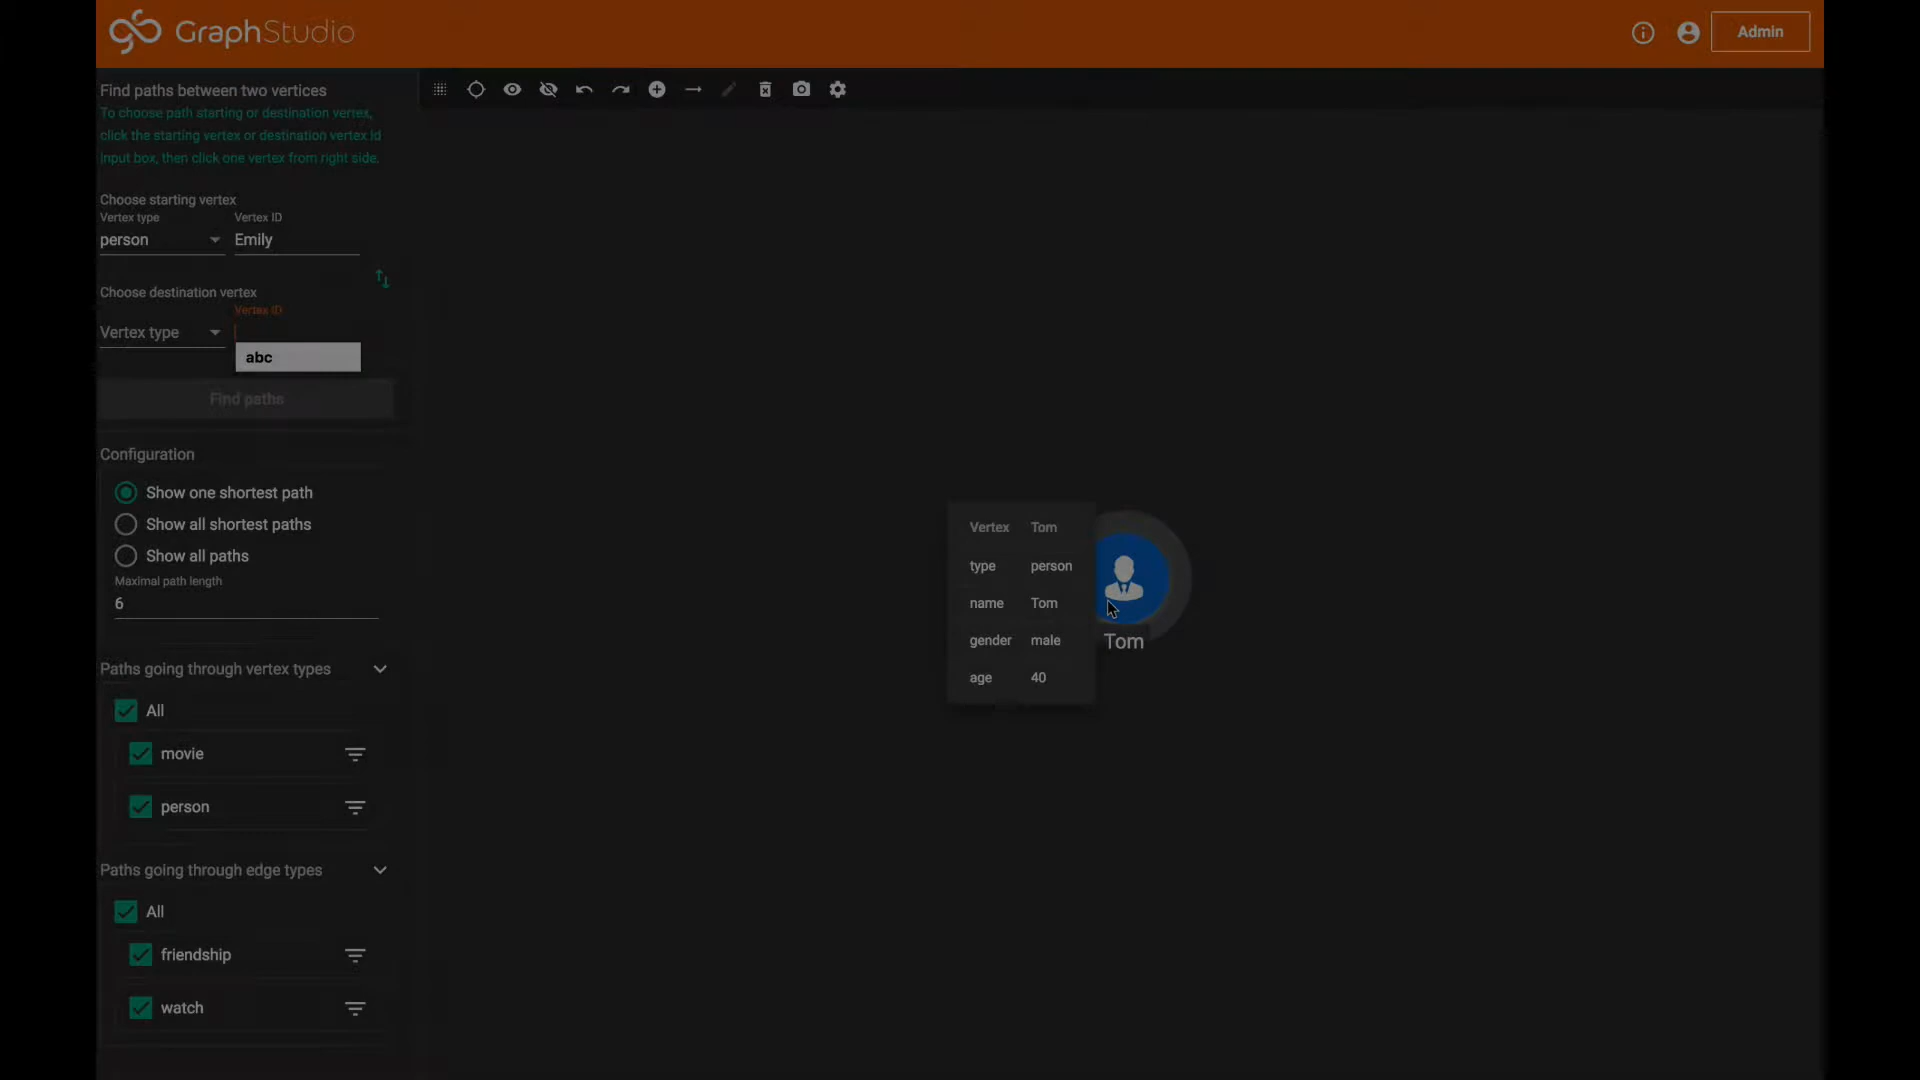 GraphStudio
Admin
Find paths between two vertices
To choose path starting or destination vertex,
click the starting vertex or destination vertex id
input box, then click one vertex from right side.
Choose starting vertex
Vertex type Vertex ID
person Emily
Choose destination vertex
Vertex ID
Vertex type
abc
Find paths
Configuration
Show one shortest path
Show all shortest paths
Show all paths
Maximal path length
6
Paths going through vertex types
All
movie
person
Paths going through edge types
All
friendship
watch
Vertex Tom
type person
name Tom
gender male
age 40
Tom